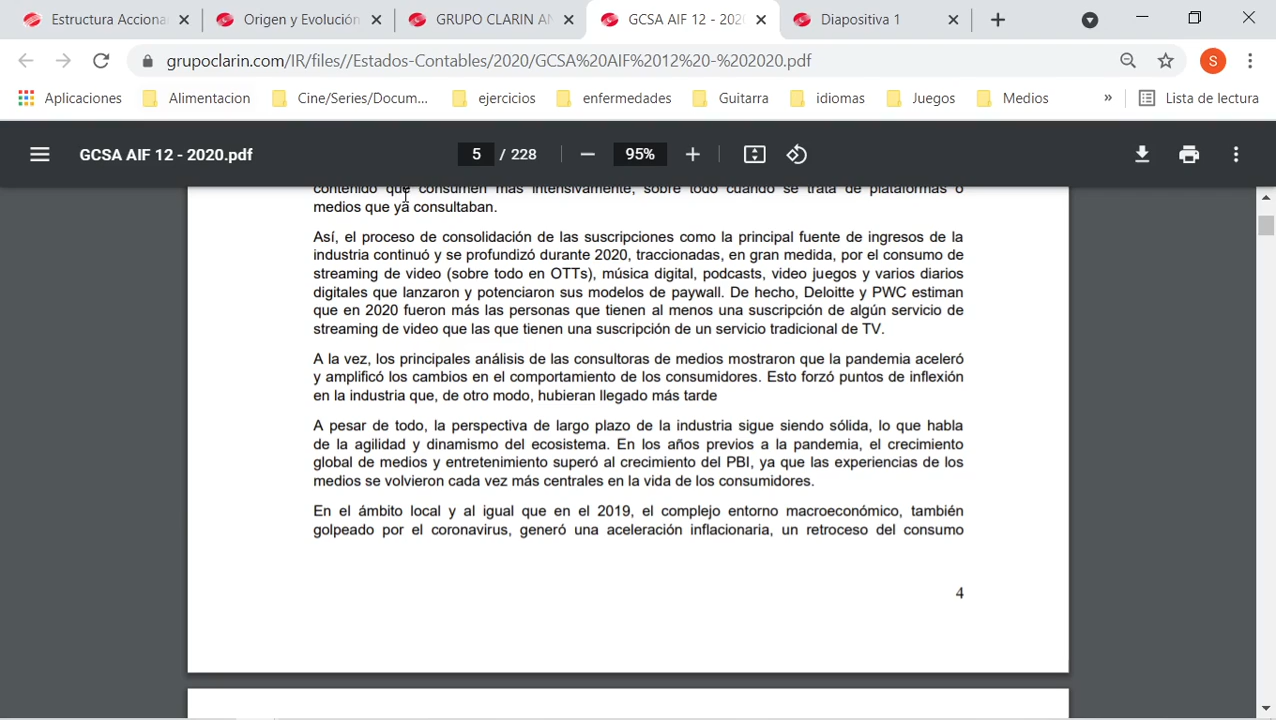 Estructura Acciona
Origen y Evolución
GRUPO CLARIN AN
GCSA AIF 12 - 202
Diapositiva 1
grupoclarin.com/IR/files//Estados-Contables/2020/GCSA%20AIF%2012%20-%202020.pdf
S
Aplicaciones
Alimentacion
Cine/Series/Docum...
ejercicios
enfermedades
Guitarra
idiomas
Juegos
Medios
»
Lista de lectura
GCSA AIF 12 - 2020.pdf
5 / 228
95%
contenido que consumen más intensivamente, sobre todo cuando se trata de plataformas o
medios que ya consultaban.
Así, el proceso de consolidación de las suscripciones como la principal fuente de ingresos de la
industria continuó y se profundizó durante 2020, traccionadas, en gran medida, por el consumo de
streaming de video (sobre todo en OTTs), música digital, podcasts, video juegos y varios diarios
digitales que lanzaron y potenciaron sus modelos de paywall. De hecho, Deloitte y PWC estiman
que en 2020 fueron más las personas que tienen al menos una suscripción de algún servicio de
streaming de video que las que tienen una suscripción de un servicio tradicional de TV.
A la vez, los principales análisis de las consultoras de medios mostraron que la pandemia aceleró
y amplificó los cambios en el comportamiento de los consumidores. Esto forzó puntos de inflexión
en la industria que, de otro modo, hubieran llegado más tarde
A pesar de todo, la perspectiva de largo plazo de la industria sigue siendo sólida, lo que habla
de la agilidad y dinamismo del ecosistema. En los años previos a la pandemia, el crecimiento
global de medios y entretenimiento superó al crecimiento del PBI, ya que las experiencias de los
medios se volvieron cada vez más centrales en la vida de los consumidores.
En el ámbito local y al igual que en el 2019, el complejo entorno macroeconómico, también
golpeado por el coronavirus, generó una aceleración inflacionaria, un retroceso del consumo
4